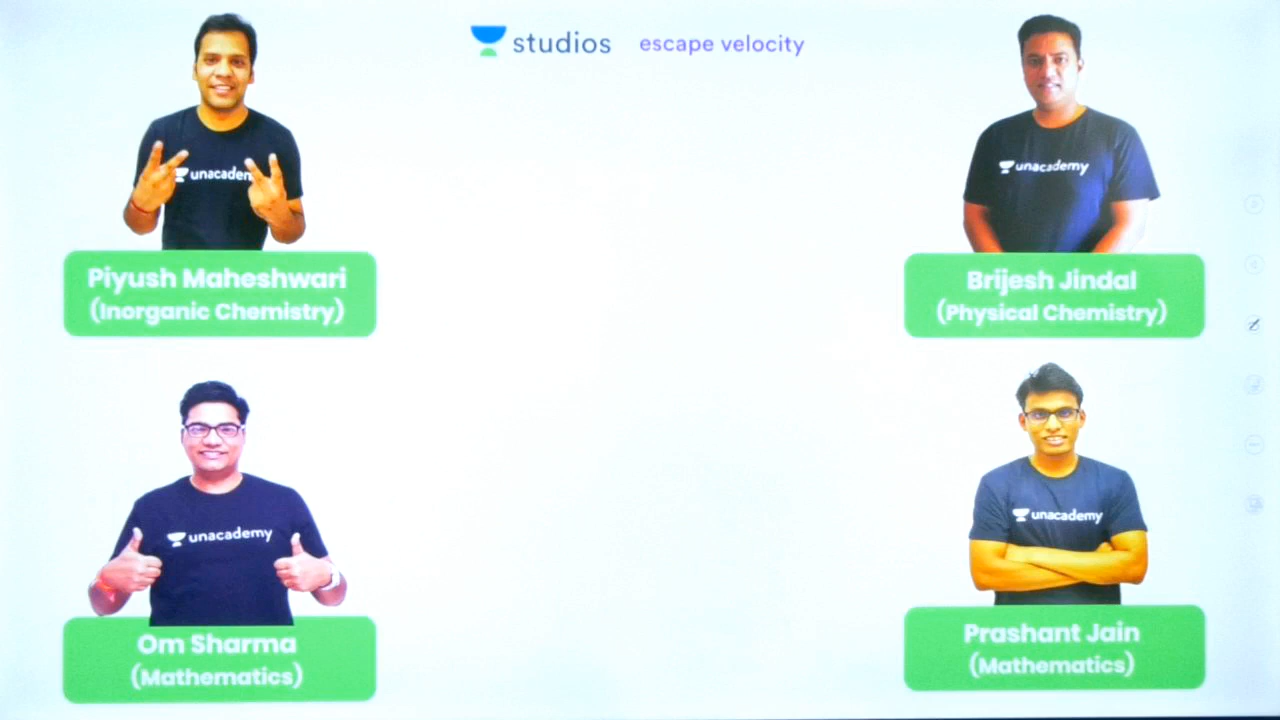 studios escape velocity
unacadem
unacademy
Piyush Maheshwari
(Inorganic Chemistry)
Brijesh Jindal
(Physical Chemistry)
unacademy
unacademy
Om Sharma
(Mathematics)
Prashant Jain
(Mathematics)